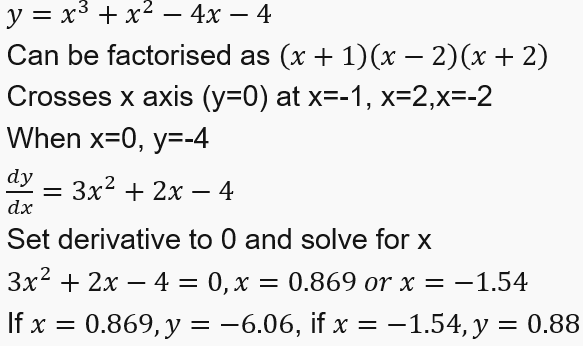 y = x³ + x² − 4x − 4
Can be factorised as (x + 1)(x − 2)(x + 2)
Crosses x axis (y=0) at x=-1, x=2,x=-2
When x=0, y=-4
dy/dx = 3x² + 2x − 4
Set derivative to 0 and solve for x
3x² + 2x − 4 = 0, x = 0.869 or x = −1.54
If x = 0.869, y = −6.06, if x = −1.54, y = 0.88